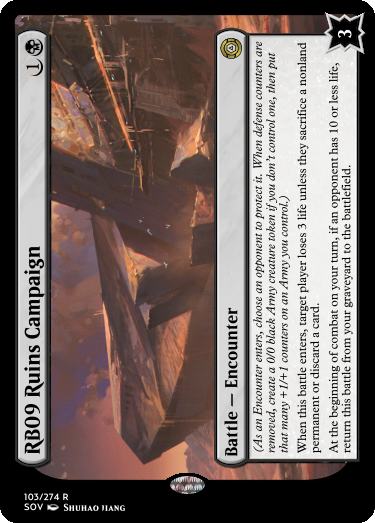 RB09 Ruins Campaign
Battle — Encounter
(As an Encounter enters, choose an opponent to protect it. When defense counters are
removed, create a 0/0 black Army creature token if you don't control one, then put
that many +1/+1 counters on an Army you control.)
When this battle enters, target player loses 3 life unless they sacrifice a nonland
permanent or discard a card.
At the beginning of combat on your turn, if an opponent has 10 or less life,
return this battle from your graveyard to the battlefield.
3
103/274 R
SOV SHUHAO JIANG